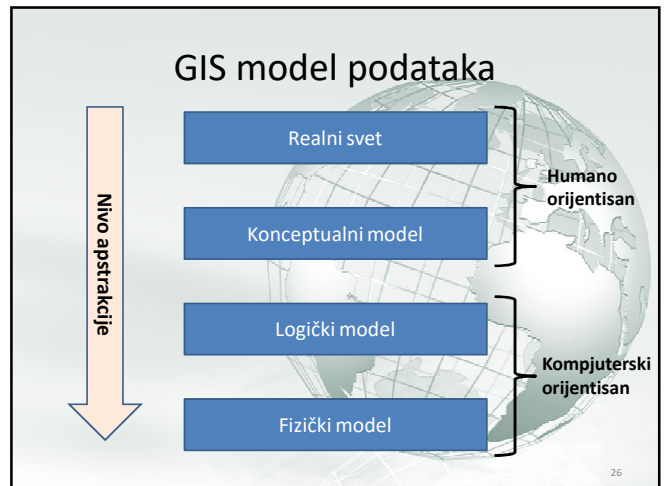 GIS model podataka
Nivo apstrakcije
Realni svet
Konceptualni model
Humano
orijentisan
Logički model
Fizički model
Kompjuterski
orijentisan
26